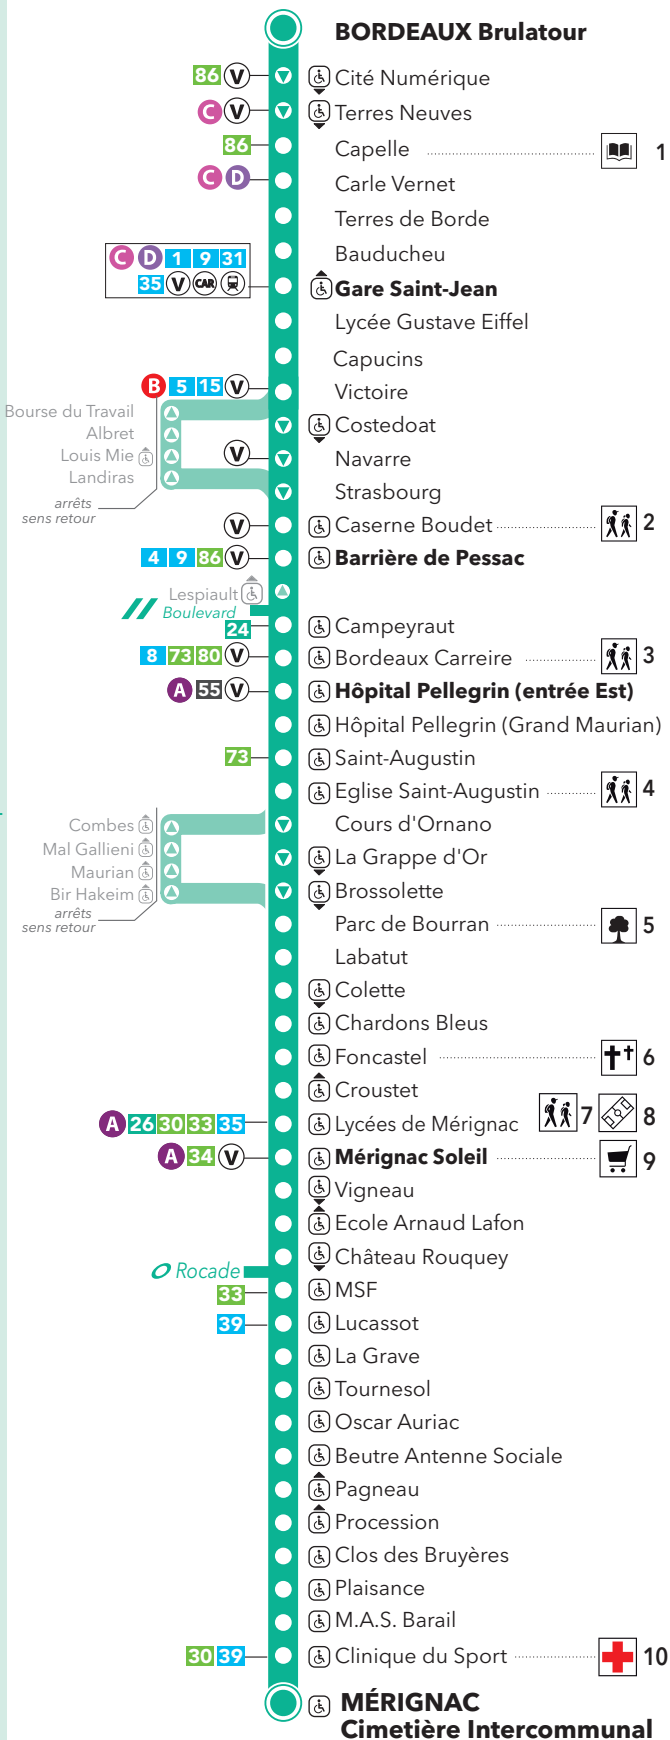 BORDEAUX Brulatour
86 V Cité Numérique
C V Terres Neuves
86 Capelle 1
C D Carle Vernet
Terres de Borde
Bauducheu
C D 1 9 31
35 V CAR Gare Saint-Jean
Lycée Gustave Eiffel
Capucins
B 5 15 V Victoire
Bourse du Travail
Costedoat
Albret
Louis Mie
V Navarre
Landiras
Strasbourg
arrêts
sens retour
V Caserne Boudet 2
4 9 86 V Barrière de Pessac
Lespiault
Boulevard
24 Campeyraut
8 73 80 V Bordeaux Carreire 3
A 55 V Hôpital Pellegrin (entrée Est)
Hôpital Pellegrin (Grand Maurian)
73 Saint-Augustin
Eglise Saint-Augustin 4
Combes
Cours d'Ornano
Mal Gallieni
La Grappe d'Or
Maurian
Bir Hakeim
Brossolette
arrêts
sens retour
Parc de Bourran 5
Labatut
Colette
Chardons Bleus
Foncastel 6
Croustet
A 26 30 33 35 Lycées de Mérignac 7 8
A 34 V Mérignac Soleil 9
Vigneau
Ecole Arnaud Lafon
Château Rouquey
Rocade
33 MSF
39 Lucassot
La Grave
Tournesol
Oscar Auriac
Beutre Antenne Sociale
Pagneau
Procession
Clos des Bruyères
Plaisance
M.A.S. Barail
30 39 Clinique du Sport 10
MÉRIGNAC
Cimetière Intercommunal